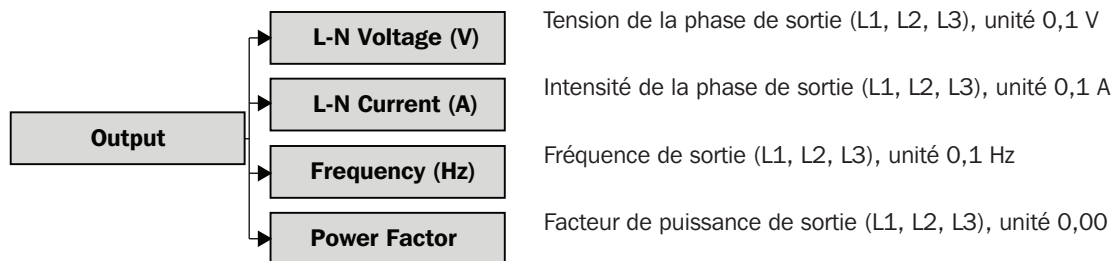 L-N Voltage (V)
Tension de la phase de sortie (L1, L2, L3), unité 0,1 V
L-N Current (A)
Intensité de la phase de sortie (L1, L2, L3), unité 0,1 A
Output
Frequency (Hz)
Fréquence de sortie (L1, L2, L3), unité 0,1 Hz
Power Factor
Facteur de puissance de sortie (L1, L2, L3), unité 0,00